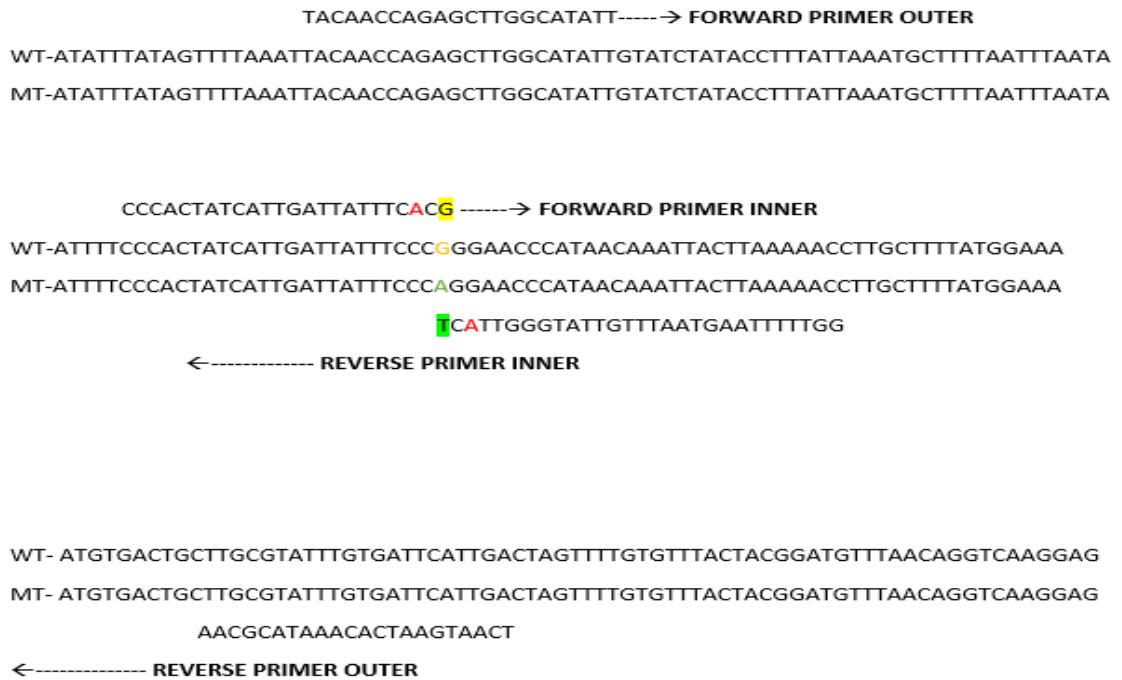 TACAACCAGAGCTTGGCATATT-----→ FORWARD PRIMER OUTER
WT-ATATTTATAGTTTTAAATTACAACCAGAGCTTGGCATATTGTATCTATACCTTTATTAAATGCTTTTAATTTAATA
MT-ATATTTATAGTTTTAAATTACAACCAGAGCTTGGCATATTGTATCTATACCTTTATTAAATGCTTTTAATTTAATA
CCCACTATCATTGATTATTTCACG ------→ FORWARD PRIMER INNER
WT-ATTTTCCCACTATCATTGATTATTTCCCGGGAACCCATAACAAATTACTTAAAAACCTTGCTTTTATGGAAA
MT-ATTTTCCCACTATCATTGATTATTTCCCAGGAACCCATAACAAATTACTTAAAAACCTTGCTTTTATGGAAA
TCATTGGGTATTGTTTAATGAATTTTTGG
←------------- REVERSE PRIMER INNER
WT- ATGTGACTGCTTGCGTATTTGTGATTCATTGACTAGTTTTGTGTTTACTACGGATGTTTAACAGGTCAAGGAG
MT- ATGTGACTGCTTGCGTATTTGTGATTCATTGACTAGTTTTGTGTTTACTACGGATGTTTAACAGGTCAAGGAG
AACGCATAAACACTAAGTAACT
←-------------- REVERSE PRIMER OUTER